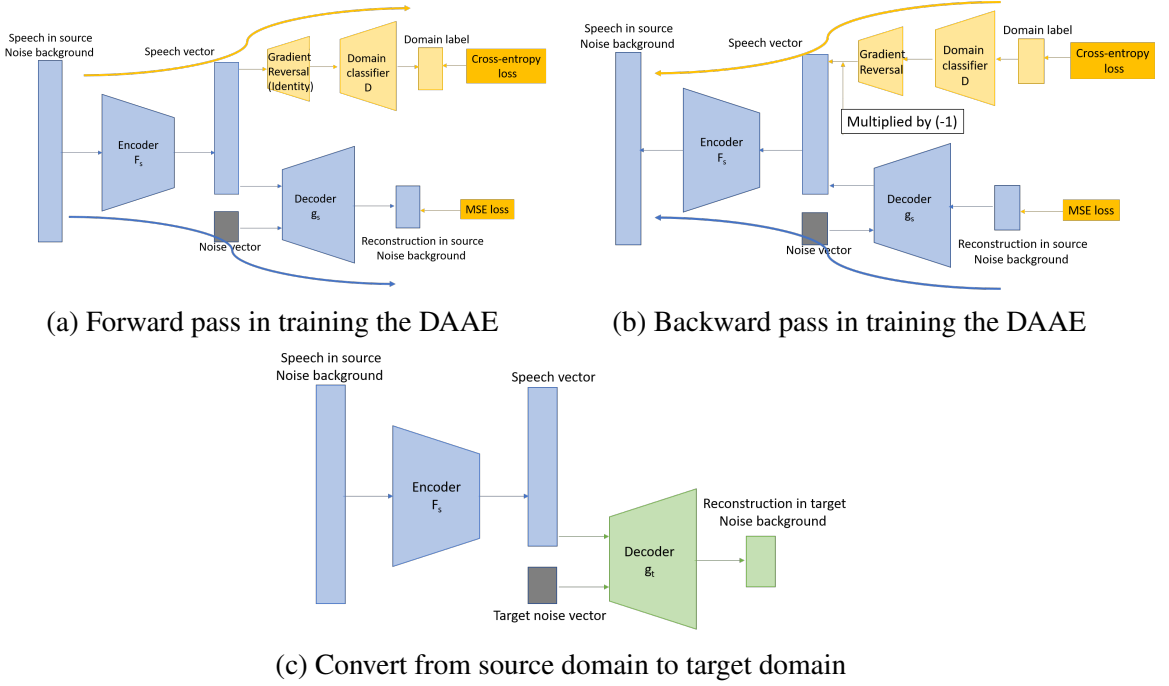 Speech in source
Noise background
Speech vector
Gradient
Reversal
(Identity)
Domain
classifier
D
Domain label
Cross-entropy
loss
Encoder
Fs
Decoder
gs
MSE loss
Noise vector
Reconstruction in source
Noise background
(a) Forward pass in training the DAAE
Speech in source
Noise background
Speech vector
Gradient
Reversal
Domain
classifier
D
Domain label
Cross-entropy
loss
Multiplied by (-1)
Encoder
Fs
Decoder
gs
MSE loss
Noise vector
Reconstruction in source
Noise background
(b) Backward pass in training the DAAE
Speech in source
Noise background
Speech vector
Encoder
Fs
Reconstruction in target
Noise background
Decoder
gt
Target noise vector
(c) Convert from source domain to target domain